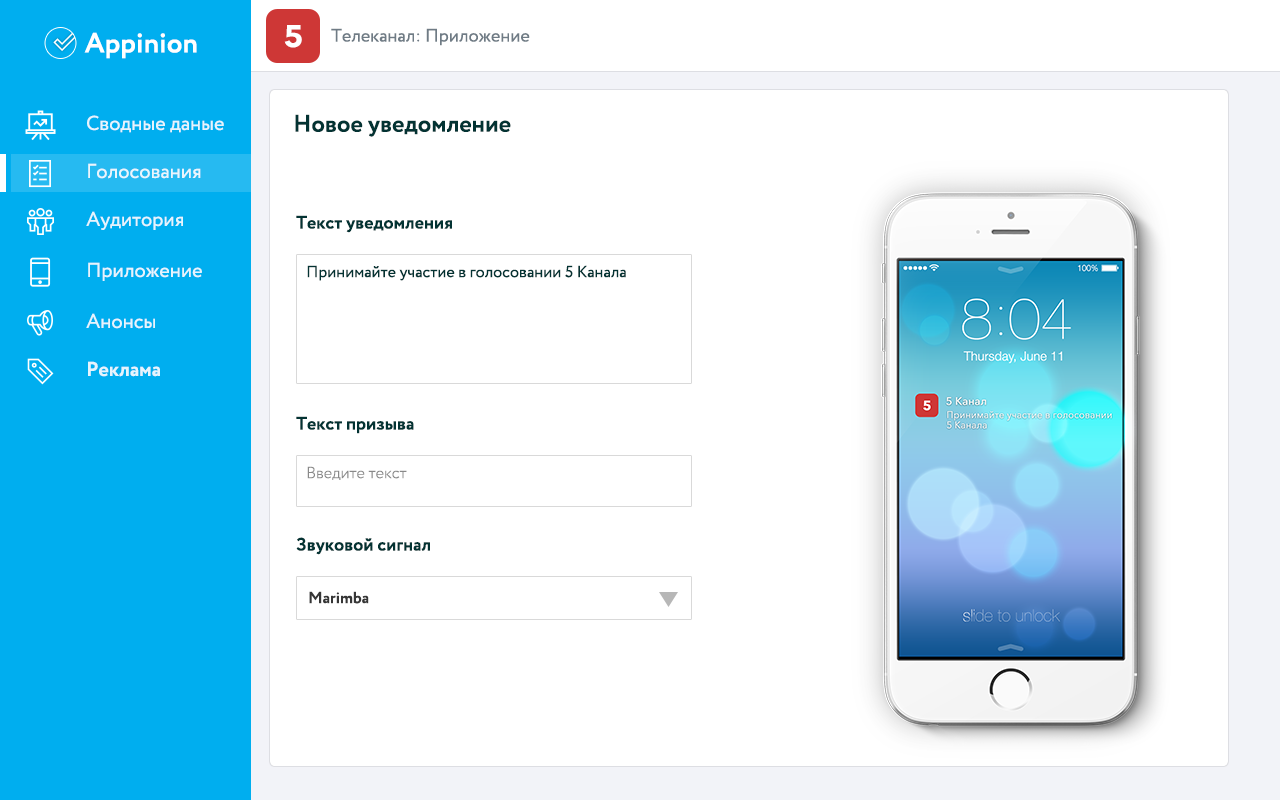 Appinion
5
Телеканал: Приложение
Сводные даные
Голосования
Аудитория
Приложение
Анонсы
Реклама
Новое уведомление
Текст уведомления
Принимайте участие в голосовании 5 Канала
Текст призыва
Введите текст
Звуковой сигнал
Marimba
100%
8:04
Thursday, June 11
5
5 Канал
Принимайте участие в голосовании
5 Канала
slide to unlock